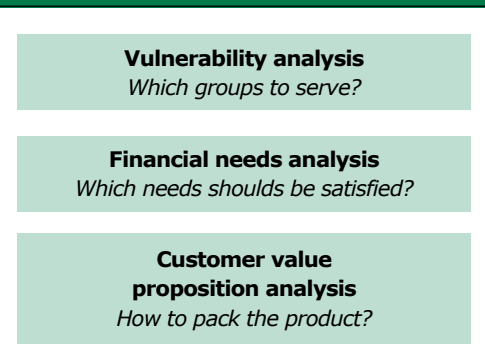 Vulnerability analysis
Which groups to serve?
Financial needs analysis
Which needs shoulds be satisfied?
Customer value
proposition analysis
How to pack the product?